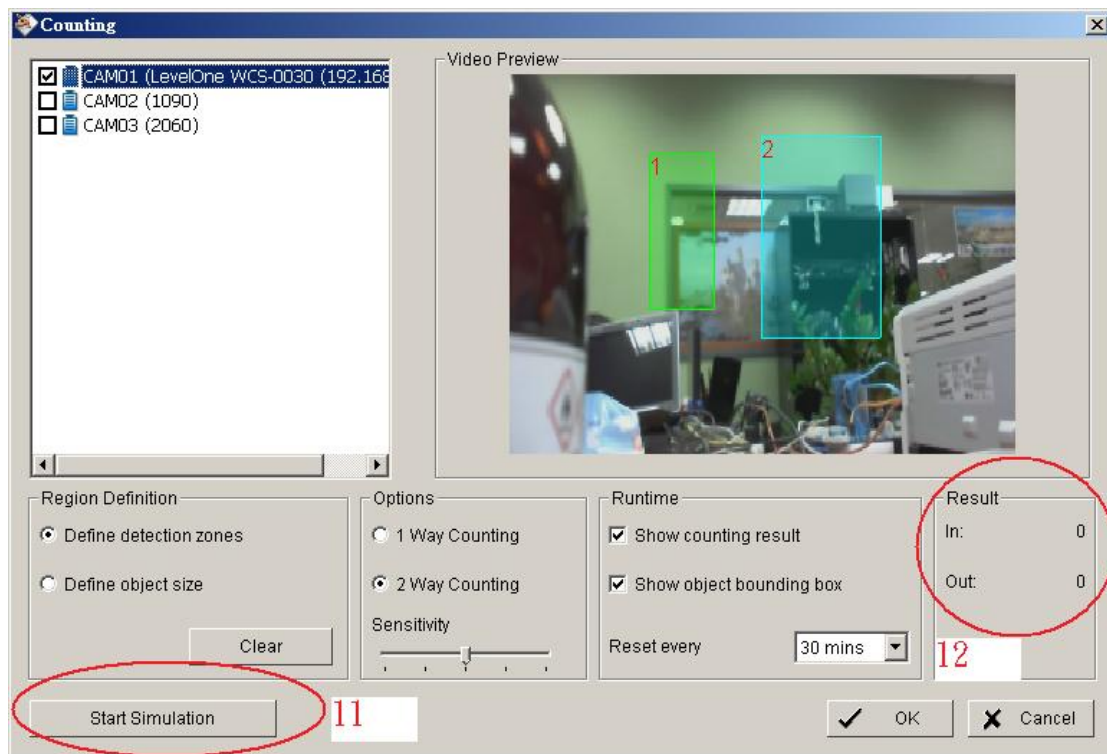 Counting
CAM01 (LevelOne WCS-0030 (192.168
CAM02 (1090)
CAM03 (2060)
Video Preview
1
2
Region Definition
Define detection zones
Define object size
Clear
Options
1 Way Counting
2 Way Counting
Sensitivity
Runtime
Show counting result
Show object bounding box
Reset every
30 mins
Result
In: 0
Out: 0
12
Start Simulation
11
OK
Cancel